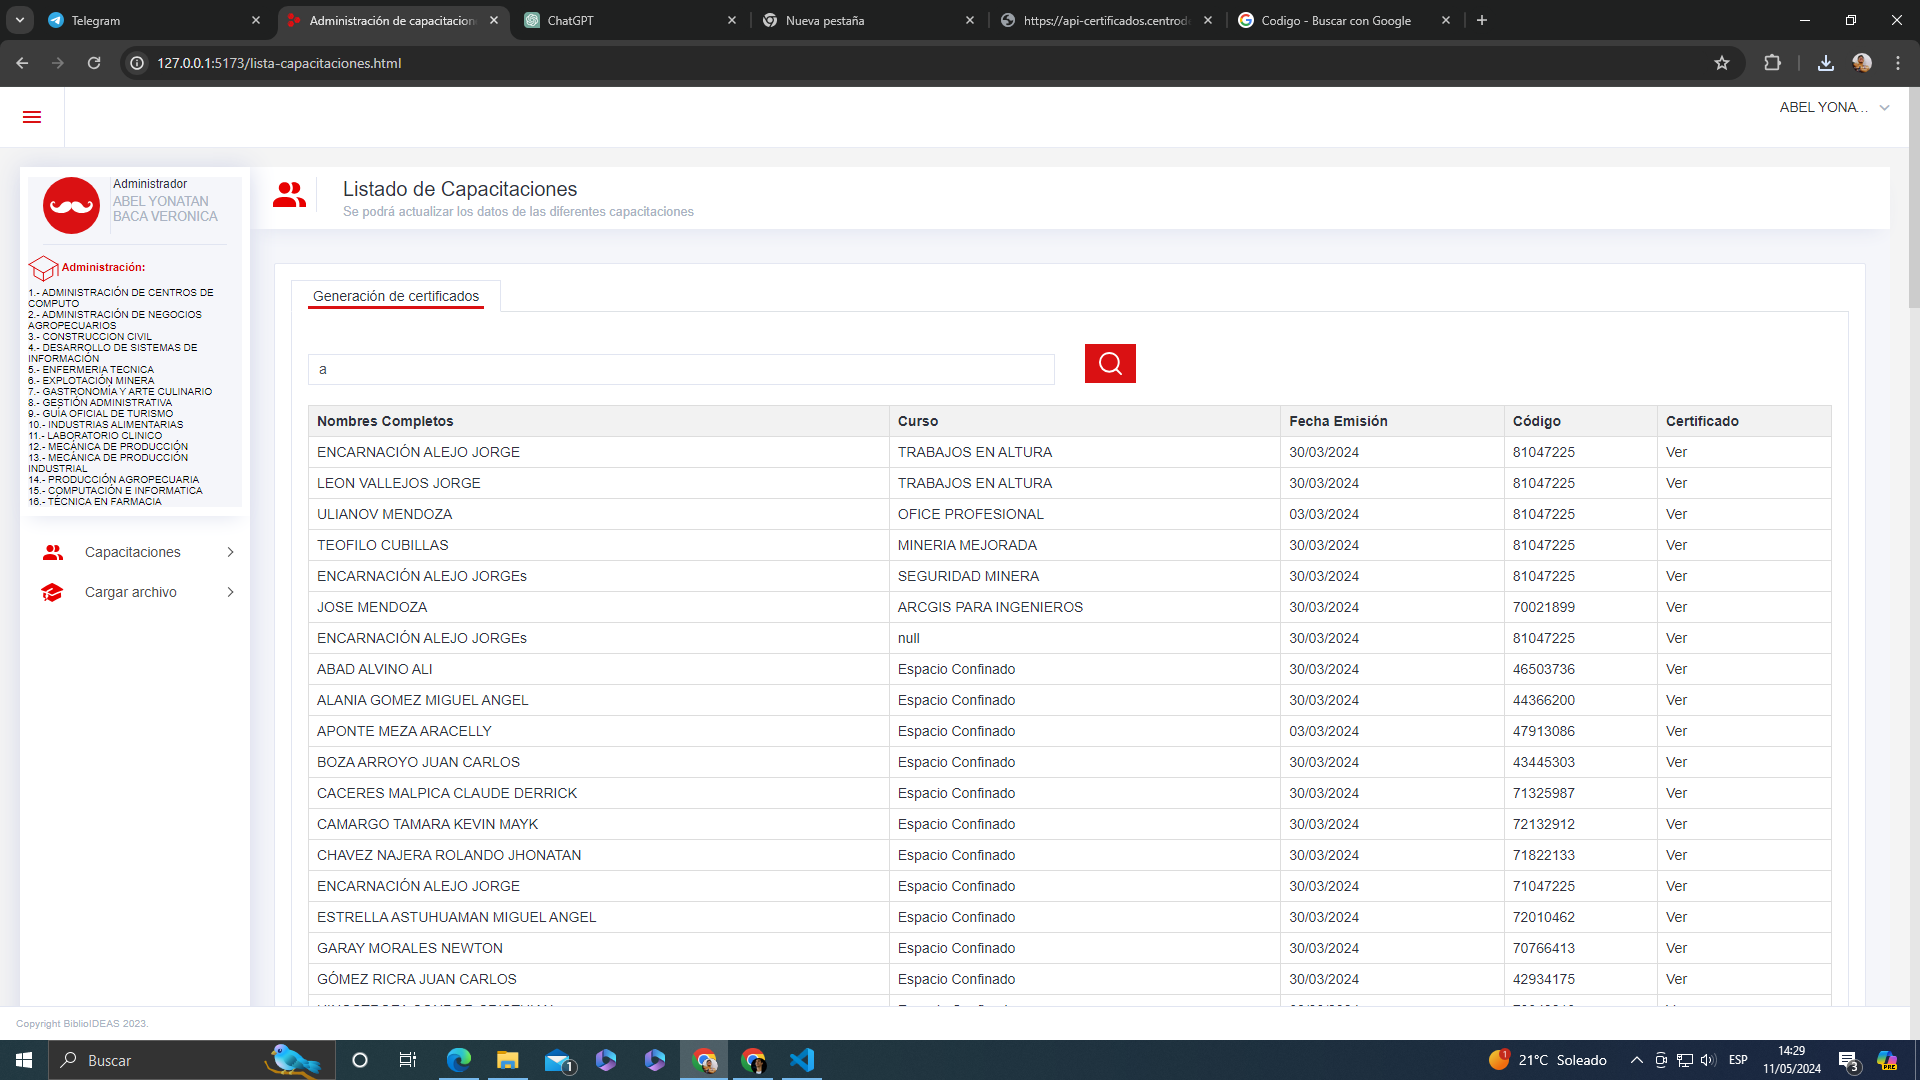 Telegram
Administración de capacitacion
ChatGPT
Nueva pestaña
https://api-certificados.centrode
Codigo - Buscar con Google
127.0.0.1:5173/lista-capacitaciones.html
ABEL YONA...
Administrador
ABEL YONATAN
BACA VERONICA
Administración:
1.- ADMINISTRACIÓN DE CENTROS DE
COMPUTO
2.- ADMINISTRACIÓN DE NEGOCIOS
AGROPECUARIOS
3.- CONSTRUCCION CIVIL
4.- DESARROLLO DE SISTEMAS DE
INFORMACIÓN
5.- ENFERMERIA TECNICA
6.- EXPLOTACIÓN MINERA
7.- GASTRONOMÍA Y ARTE CULINARIO
8.- GESTIÓN ADMINISTRATIVA
9.- GUÍA OFICIAL DE TURISMO
10.- INDUSTRIAS ALIMENTARIAS
11.- LABORATORIO CLINICO
12.- MECÁNICA DE PRODUCCIÓN
13.- MECÁNICA DE PRODUCCIÓN
INDUSTRIAL
14.- PRODUCCIÓN AGROPECUARIA
15.- COMPUTACIÓN E INFORMATICA
16.- TÉCNICA EN FARMACIA
Capacitaciones
Cargar archivo
Listado de Capacitaciones
Se podrá actualizar los datos de las diferentes capacitaciones
Generación de certificados
a
Nombres Completos Curso Fecha Emisión Código Certificado
ENCARNACIÓN ALEJO JORGE TRABAJOS EN ALTURA 30/03/2024 81047225 Ver
LEON VALLEJOS JORGE TRABAJOS EN ALTURA 30/03/2024 81047225 Ver
ULIANOV MENDOZA OFICE PROFESIONAL 03/03/2024 81047225 Ver
TEOFILO CUBILLAS MINERIA MEJORADA 30/03/2024 81047225 Ver
ENCARNACIÓN ALEJO JORGEs SEGURIDAD MINERA 30/03/2024 81047225 Ver
JOSE MENDOZA ARCGIS PARA INGENIEROS 30/03/2024 70021899 Ver
ENCARNACIÓN ALEJO JORGEs null 30/03/2024 81047225 Ver
ABAD ALVINO ALI Espacio Confinado 30/03/2024 46503736 Ver
ALANIA GOMEZ MIGUEL ANGEL Espacio Confinado 30/03/2024 44366200 Ver
APONTE MEZA ARACELLY Espacio Confinado 03/03/2024 47913086 Ver
BOZA ARROYO JUAN CARLOS Espacio Confinado 30/03/2024 43445303 Ver
CACERES MALPICA CLAUDE DERRICK Espacio Confinado 30/03/2024 71325987 Ver
CAMARGO TAMARA KEVIN MAYK Espacio Confinado 30/03/2024 72132912 Ver
CHAVEZ NAJERA ROLANDO JHONATAN Espacio Confinado 30/03/2024 71822133 Ver
ENCARNACIÓN ALEJO JORGE Espacio Confinado 30/03/2024 71047225 Ver
ESTRELLA ASTUHUAMAN MIGUEL ANGEL Espacio Confinado 30/03/2024 72010462 Ver
GARAY MORALES NEWTON Espacio Confinado 30/03/2024 70766413 Ver
GÓMEZ RICRA JUAN CARLOS Espacio Confinado 30/03/2024 42934175 Ver
Copyright BiblioIDEAS 2023.
Buscar
1
1
21°C Soleado
ESP
14:29
11/05/2024
3
PRE